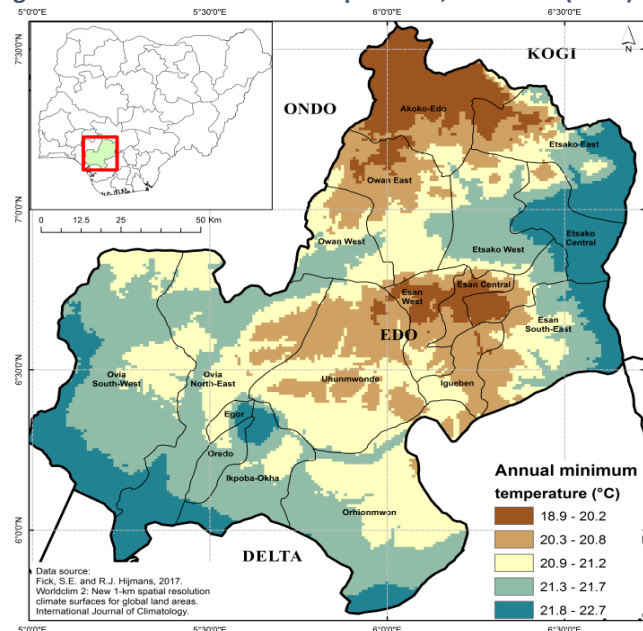 5°0'0"E
5°30'0"E
6°0'0"E
6°30'0"E
7°30'0"N
7°0'0"N
6°30'0"N
6°0'0"N
N
KOGI
ONDO
Akoko-Edo
Etsako-East
Owan East
0 12.5 25 50 Km
Owan West
Etsako West
Etsako
Central
Esan
West
Esan Central
Esan
South-East
EDO
Ovia
South-West
Ovia
North-East
Uhunmwonde
Igueben
Egor
Oredo
Ikpoba-Okha
Orhionmwon
DELTA
Annual minimum
temperature (°C)
18.9 - 20.2
20.3 - 20.8
20.9 - 21.2
21.3 - 21.7
21.8 - 22.7
Data source:
Fick, S.E. and R.J. Hijmans, 2017.
Worldclim 2: New 1-km spatial resolution
climate surfaces for global land areas.
International Journal of Climatology.
5°0'0"E
5°30'0"E
6°0'0"E
6°30'0"E